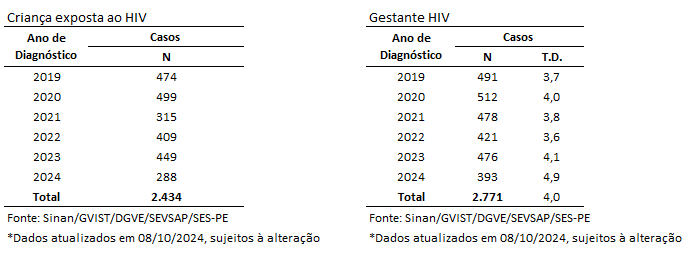 Criança exposta ao HIV
Ano de Diagnóstico Casos
N
2019 474
2020 499
2021 315
2022 409
2023 449
2024 288
Total 2.434
Fonte: Sinan/GVIST/DGVE/SEVSAP/SES-PE
*Dados atualizados em 08/10/2024, sujeitos à alteração
Gestante HIV
Ano de Diagnóstico Casos
N T.D.
2019 491 3,7
2020 512 4,0
2021 478 3,8
2022 421 3,6
2023 476 4,1
2024 393 4,9
Total 2.771 4,0
Fonte: Sinan/GVIST/DGVE/SEVSAP/SES-PE
*Dados atualizados em 08/10/2024, sujeitos à alteração